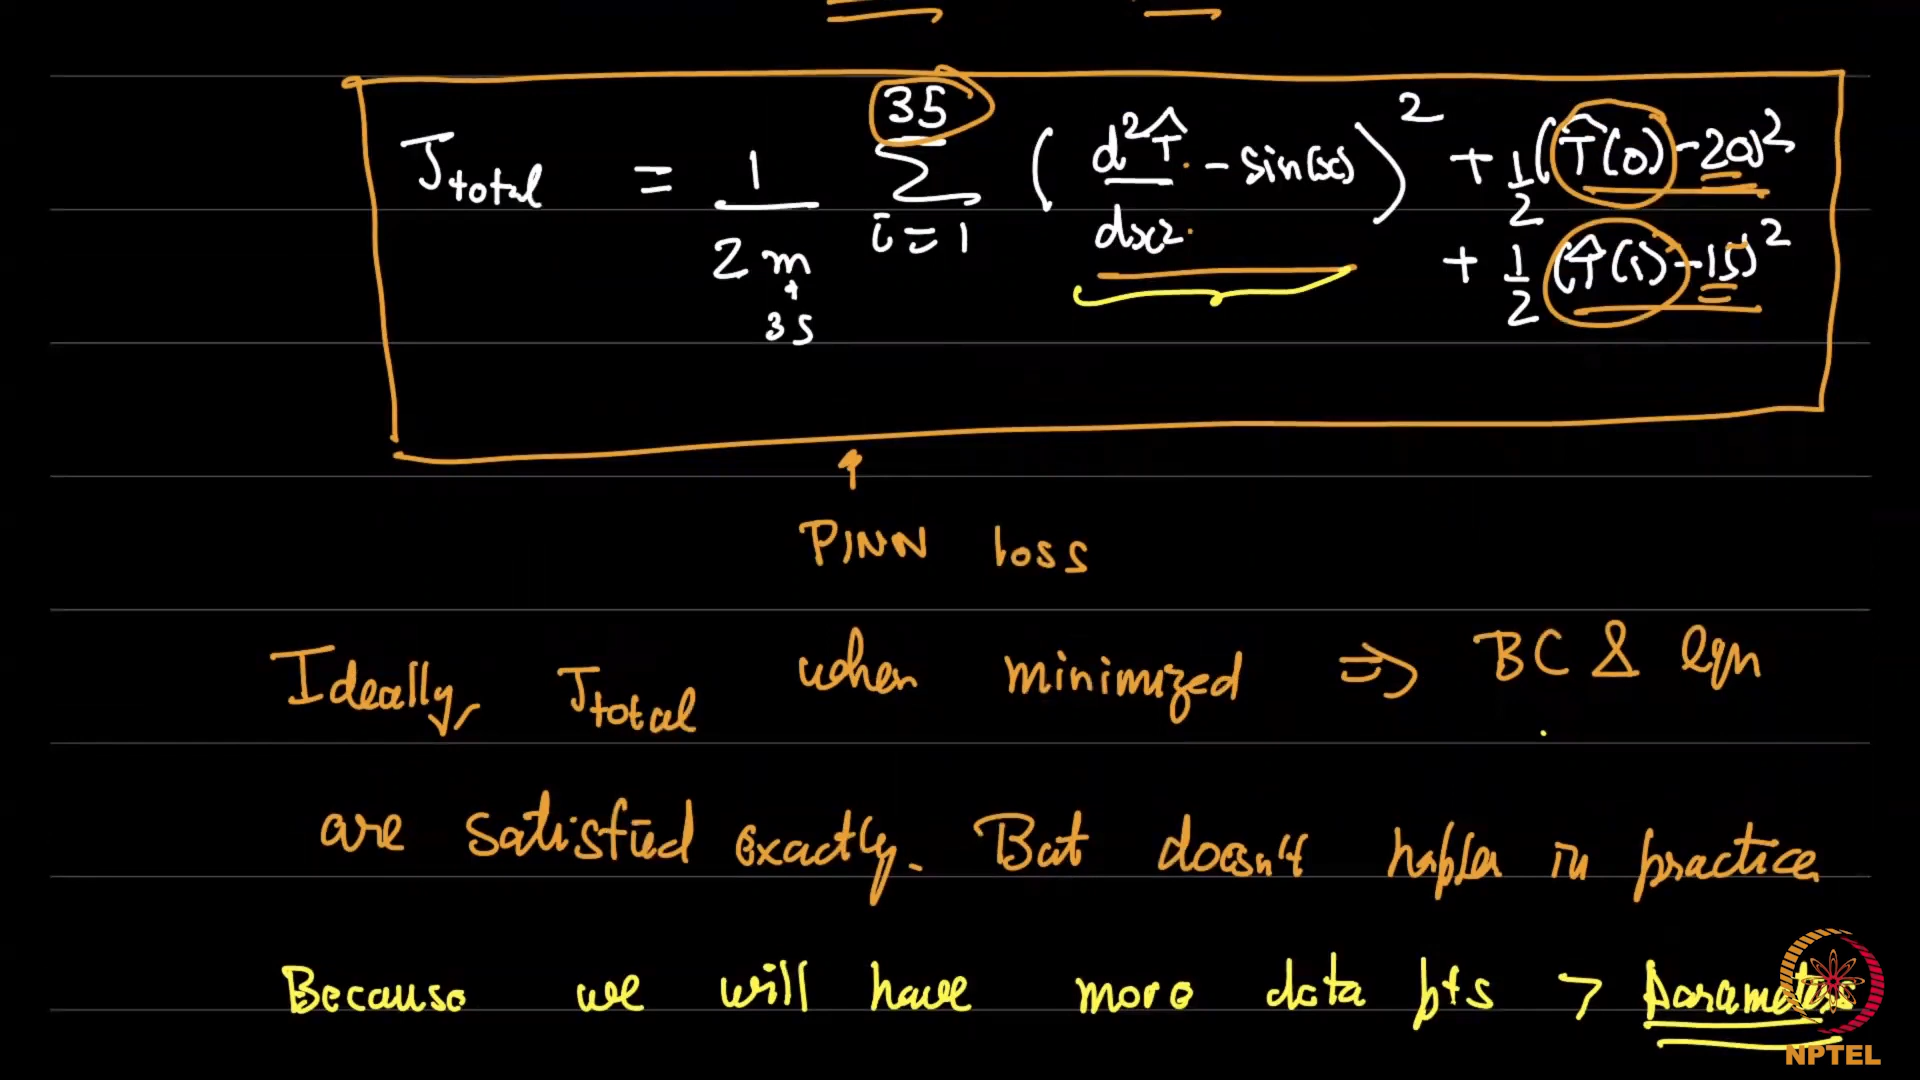 J_total = 1/2m Σ_{i=1}^{35} (d²T̂/dx² - sin(x))² + 1/2(T̂(0) - 20)²
+ 1/2(T̂(1) - 15)²
↑
35
PINN loss
Ideally, J_total when minimized ⇒ BC & eqn
are satisfied exactly. But doesn't happen in practice
Because we will have more data pts > parameters
NPTEL